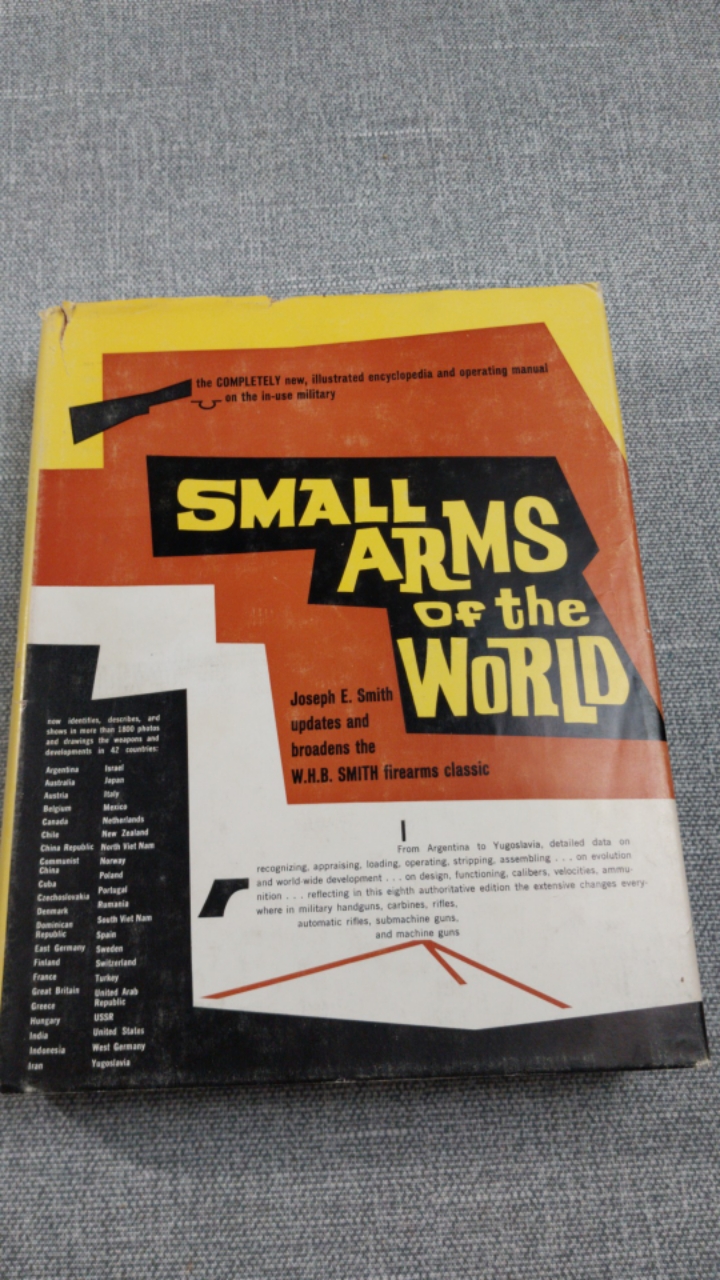 the COMPLETELY new, illustrated encyclopedia and operating manual
on the in-use military
SMALL
ARMS
of the
WORLD
Joseph E. Smith
updates and
broadens the
W.H.B. SMITH firearms classic
now identifies, describes, and
shows in more than 1800 photos
and drawings the weapons and
developments in 42 countries:
Argentina
Australia
Austria
Belgium
Canada
Chile
China Republic
Communist
China
Cuba
Czechoslovakia
Denmark
Dominican
Republic
East Germany
Finland
France
Great Britain
Greece
Hungary
India
Indonesia
Iran
Israel
Japan
Italy
Mexico
Netherlands
New Zealand
North Viet Nam
Norway
Poland
Portugal
Rumania
South Viet Nam
Spain
Sweden
Switzerland
Turkey
United Arab
Republic
USSR
United States
West Germany
Yugoslavia
From Argentina to Yugoslavia, detailed data on
recognizing, appraising, loading, operating, stripping, assembling . . . on evolution
and world-wide development . . . on design, functioning, calibers, velocities, ammu-
nition . . . reflecting in this eighth authoritative edition the extensive changes every-
where in military handguns, carbines, rifles,
automatic rifles, submachine guns,
and machine guns